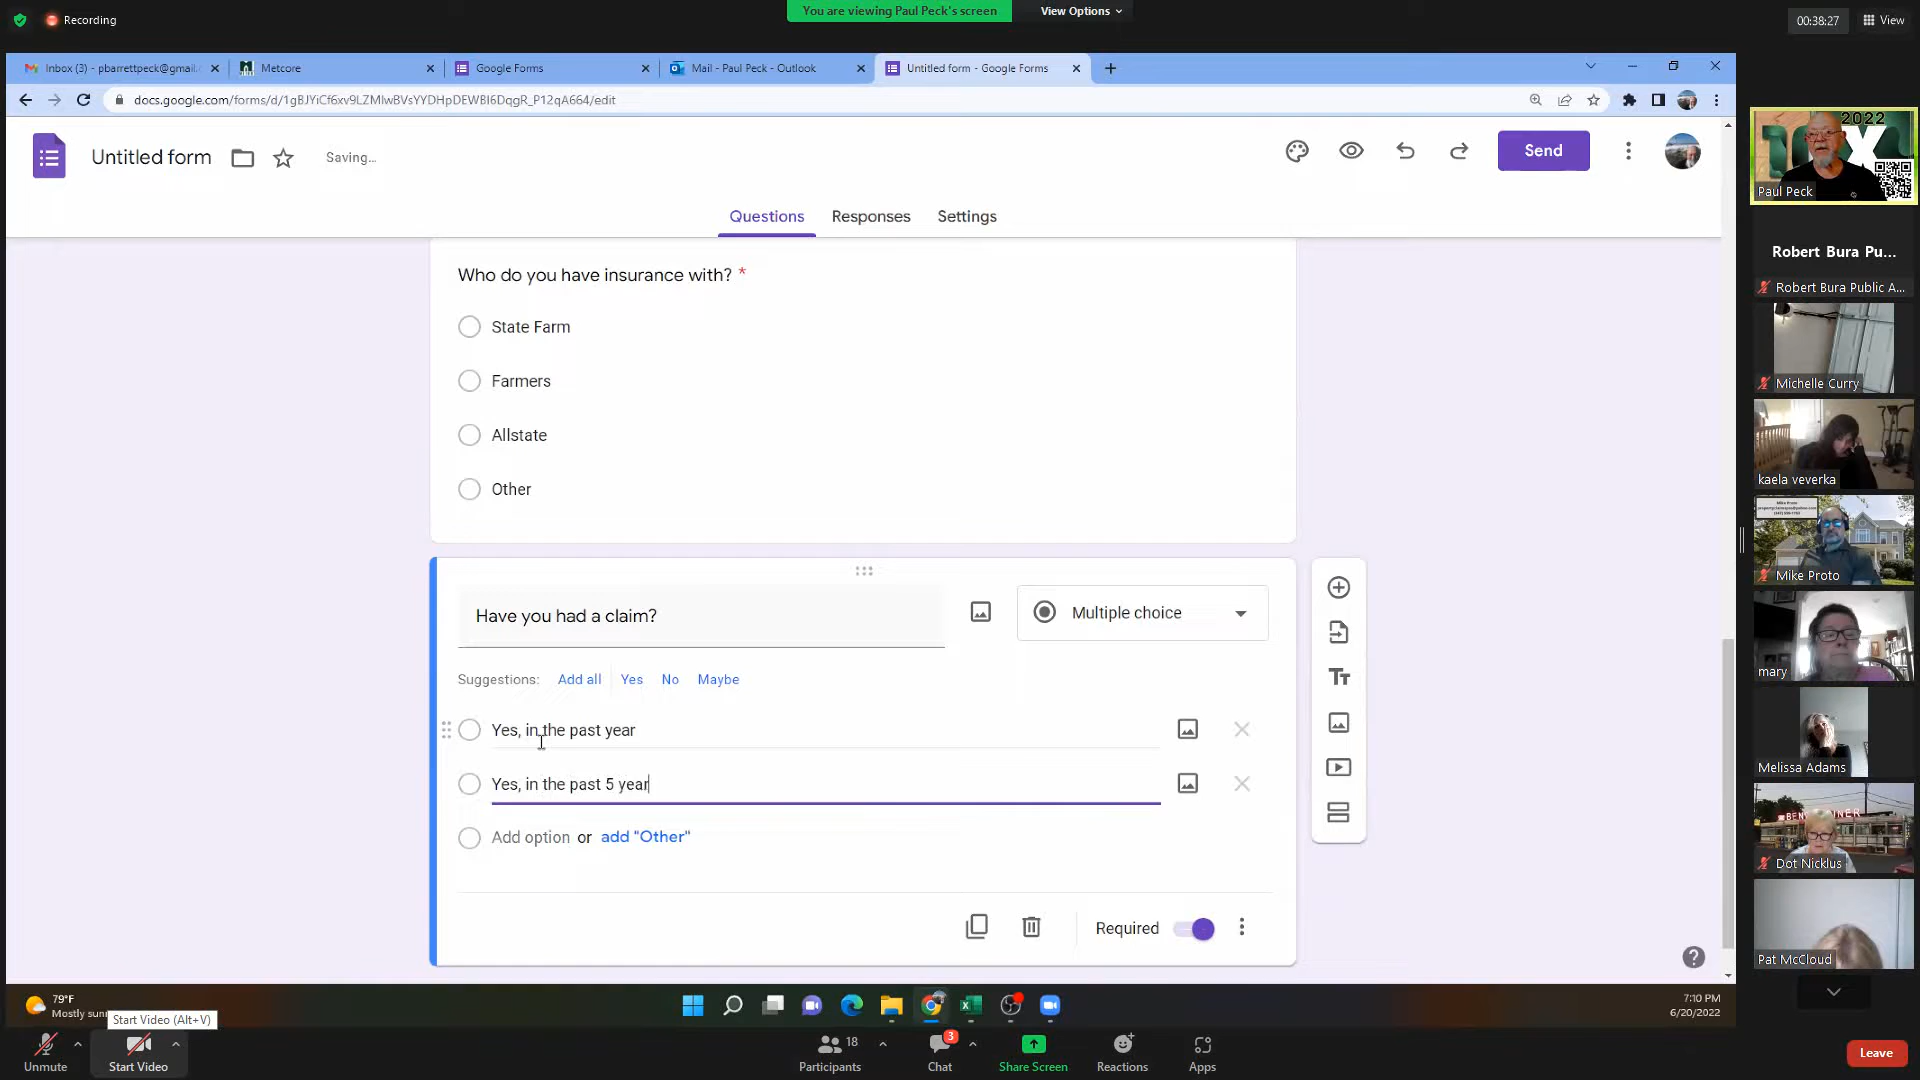 Recording
You are viewing Paul Peck's screen
View Options
00:38:27
View
Inbox (3) - pbarrettpeck@gmail.c
Metcore
Google Forms
Mail - Paul Peck - Outlook
Untitled form - Google Forms
docs.google.com/forms/d/1gBJYiCf6xv9LZMlwBVsYYDHpDEWBI6DqgR_P12qA664/edit
Untitled form
Saving...
Send
Questions
Responses
Settings
Who do you have insurance with? *
State Farm
Farmers
Allstate
Other
Have you had a claim?
Multiple choice
Suggestions:
Add all
Yes
No
Maybe
Yes, in the past year
Yes, in the past 5 year
Add option or add "Other"
Required
2022
Paul Peck
Robert Bura Pu...
Robert Bura Public A...
Michelle Curry
kaela veverka
Mike Proto
Mike Proto
mary
Melissa Adams
Dot Nicklus
Pat McCloud
79°F
Mostly sunn
Start Video (Alt+V)
7:10 PM
6/20/2022
Unmute
Start Video
18
Participants
3
Chat
Share Screen
Reactions
Apps
Leave